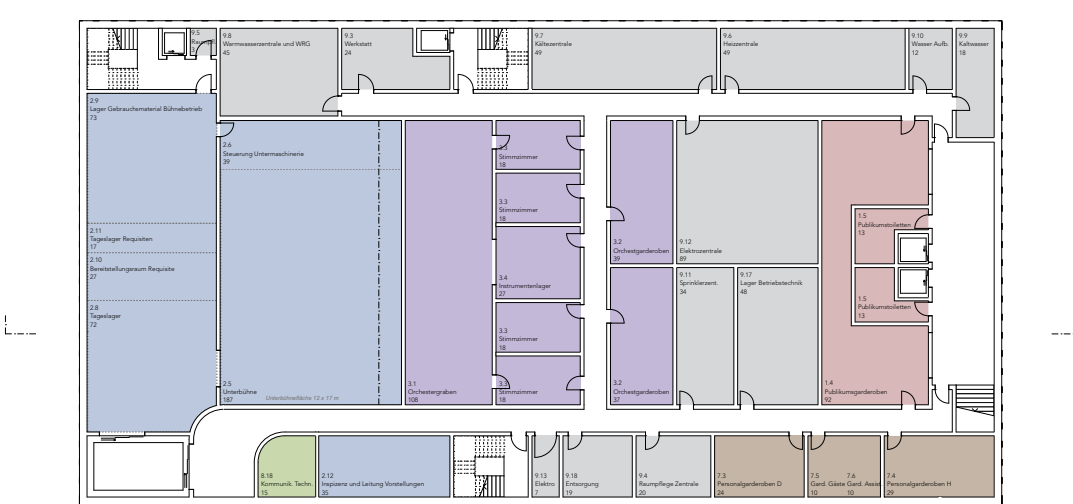 9.5
9.8
Warmwasserzentrale und WRG
45
9.3
Werkstatt
24
9.7
Kältezentrale
49
9.6
Heizzentrale
49
9.10
Wasser Aufb.
12
9.9
Kaltwasser
18
2.9
Lager Gebrauchsmaterial Bühnebetrieb
73
2.6
Steuerung Untermaschinerie
39
Stimmzimmer
18
3.3
Stimmzimmer
18
3.4
Instrumentenlager
27
3.3
Stimmzimmer
18
3.3
Stimmzimmer
18
2.11
Tageslager Requisiten
17
2.10
Bereitstellungsraum Requisite
27
2.8
Tageslager
72
2.5
Unterbühne
187
Unterbühnefläche 12 x 17 m
3.1
Orchestergraben
108
3.2
Orchestgarderoben
39
9.12
Elektrozentrale
89
9.11
Sprinklerzent.
34
9.17
Lager Betriebstechnik
48
1.5
Publikumstoiletten
13
1.5
Publikumstoiletten
13
3.2
Orchestgarderoben
37
1.4
Publikumsgarderoben
92
8.18
Kommunik. Techn.
15
2.12
Inspizenz und Leitung Vorstellungen
35
9.13
Elektro
7
9.18
Entsorgung
19
9.4
Raumpflege Zentrale
20
7.3
Personalgarderoben D
24
7.5
Gard. Gäste
10
7.6
Gard. Assist.
10
7.4
Personalgarderoben H
29